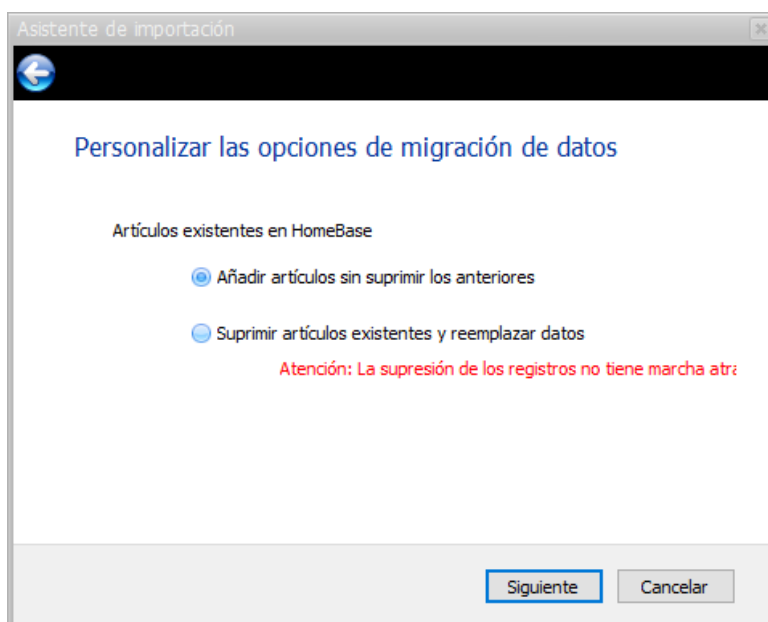 Asistente de importación
Personalizar las opciones de migración de datos
Artículos existentes en HomeBase
Añadir artículos sin suprimir los anteriores
Suprimir artículos existentes y reemplazar datos
Atención: La supresión de los registros no tiene marcha atra
Siguiente Cancelar